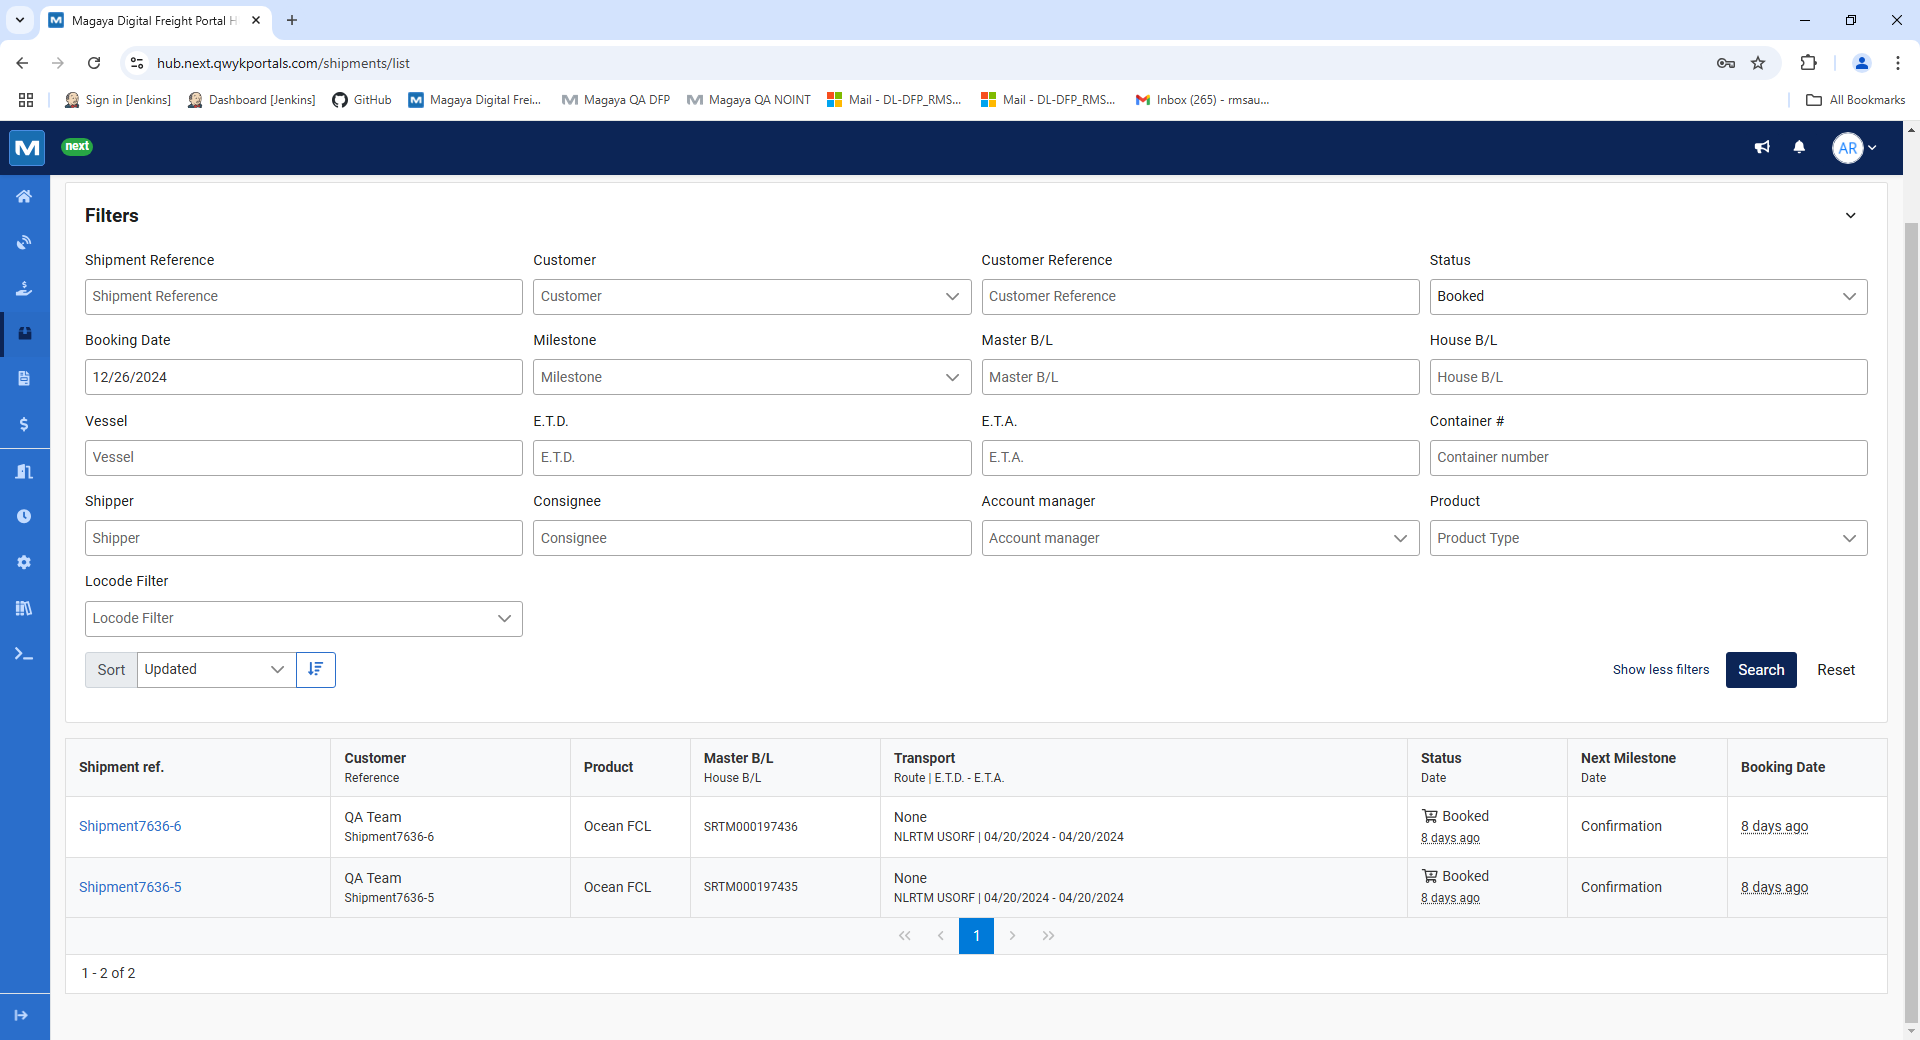 Magaya Digital Freight Portal H
hub.next.qwykportals.com/shipments/list
Sign in [Jenkins]
Dashboard [Jenkins]
GitHub
Magaya Digital Frei...
Magaya QA DFP
Magaya QA NOINT
Mail - DL-DFP_RMS...
Mail - DL-DFP_RMS...
Inbox (265) - rmsau...
All Bookmarks
next
AR
Filters
Shipment Reference
Customer
Customer Reference
Status
Shipment Reference
Customer
Customer Reference
Booked
Booking Date
Milestone
Master B/L
House B/L
12/26/2024
Milestone
Master B/L
House B/L
Vessel
E.T.D.
E.T.A.
Container #
Vessel
E.T.D.
E.T.A.
Container number
Shipper
Consignee
Account manager
Product
Shipper
Consignee
Account manager
Product Type
Locode Filter
Locode Filter
Sort
Updated
Show less filters
Search
Reset
Shipment ref.
Customer
Reference
Product
Master B/L
House B/L
Transport
Route | E.T.D. - E.T.A.
Status
Date
Next Milestone
Date
Booking Date
Shipment7636-6
QA Team
Shipment7636-6
Ocean FCL
SRTM000197436
None
NLRTM USORF | 04/20/2024 - 04/20/2024
Booked
8 days ago
Confirmation
8 days ago
Shipment7636-5
QA Team
Shipment7636-5
Ocean FCL
SRTM000197435
None
NLRTM USORF | 04/20/2024 - 04/20/2024
Booked
8 days ago
Confirmation
8 days ago
1
1 - 2 of 2